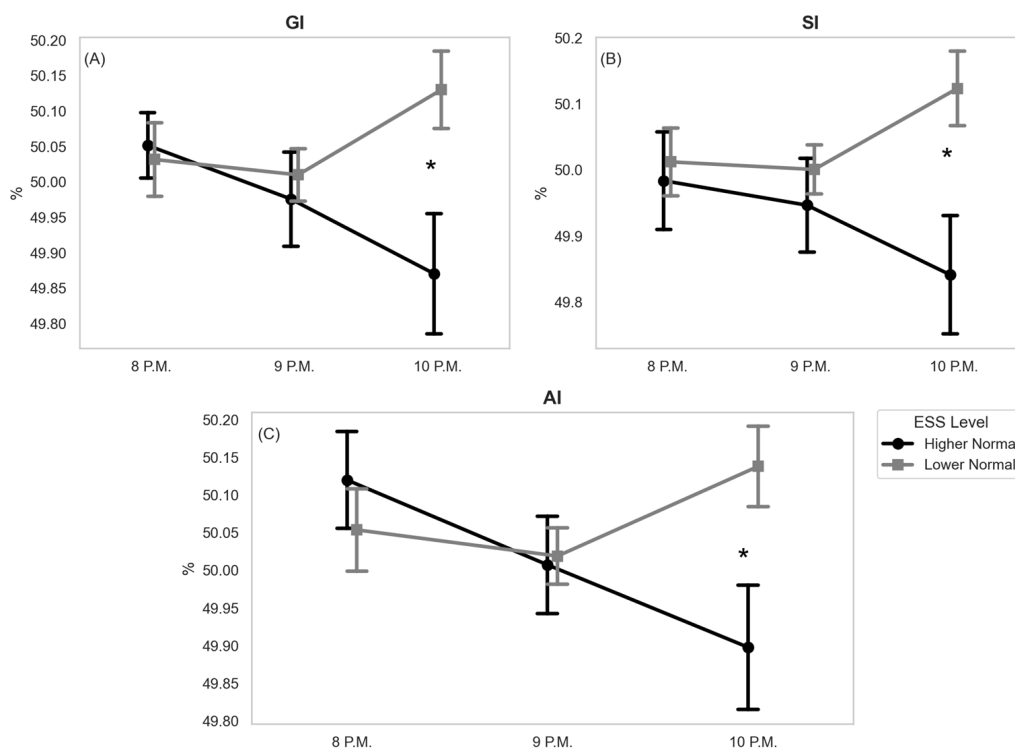 GI
(A)
50.20
50.15
50.10
50.05
50.00
49.95
49.90
49.85
49.80
%
*
8 P.M.
9 P.M.
10 P.M.
SI
(B)
50.2
50.1
50.0
49.9
49.8
%
*
8 P.M.
9 P.M.
10 P.M.
AI
(C)
50.20
50.15
50.10
50.05
50.00
49.95
49.90
49.85
49.80
%
*
8 P.M.
9 P.M.
10 P.M.
ESS Level
Higher Norma
Lower Normal